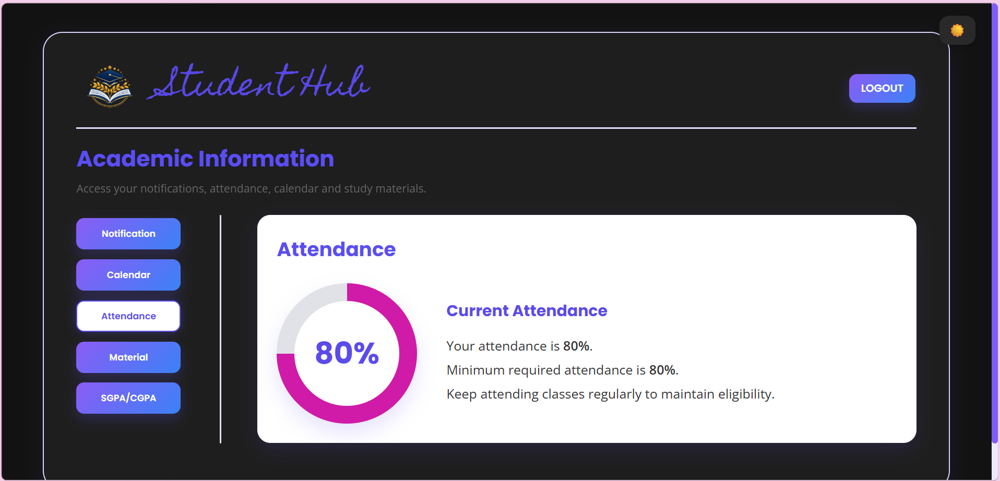 Student Hub
LOGOUT
Academic Information
Access your notifications, attendance, calendar and study materials.
Notification
Calendar
Attendance
Material
SGPA/CGPA
Attendance
80%
Current Attendance
Your attendance is 80%.
Minimum required attendance is 80%.
Keep attending classes regularly to maintain eligibility.